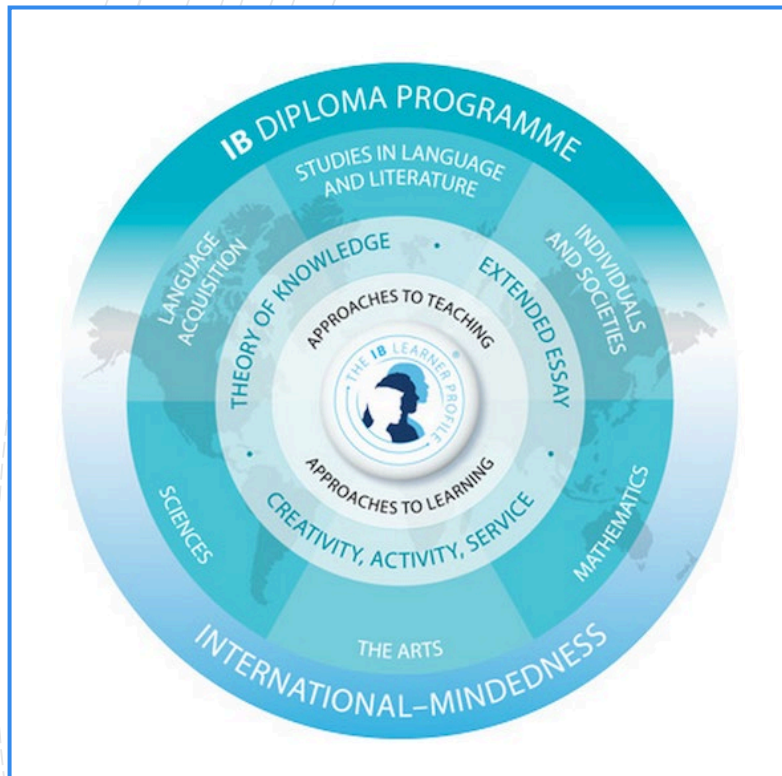 IB DIPLOMA PROGRAMME
STUDIES IN LANGUAGE
AND LITERATURE
LANGUAGE
ACQUISITION
INDIVIDUALS
AND SOCIETIES
THEORY OF KNOWLEDGE •
EXTENDED ESSAY •
APPROACHES TO TEACHING
• THE IB LEARNER PROFILE •
®
APPROACHES TO LEARNING
CREATIVITY, ACTIVITY, SERVICE •
SCIENCES
MATHEMATICS
THE ARTS
INTERNATIONAL–MINDEDNESS